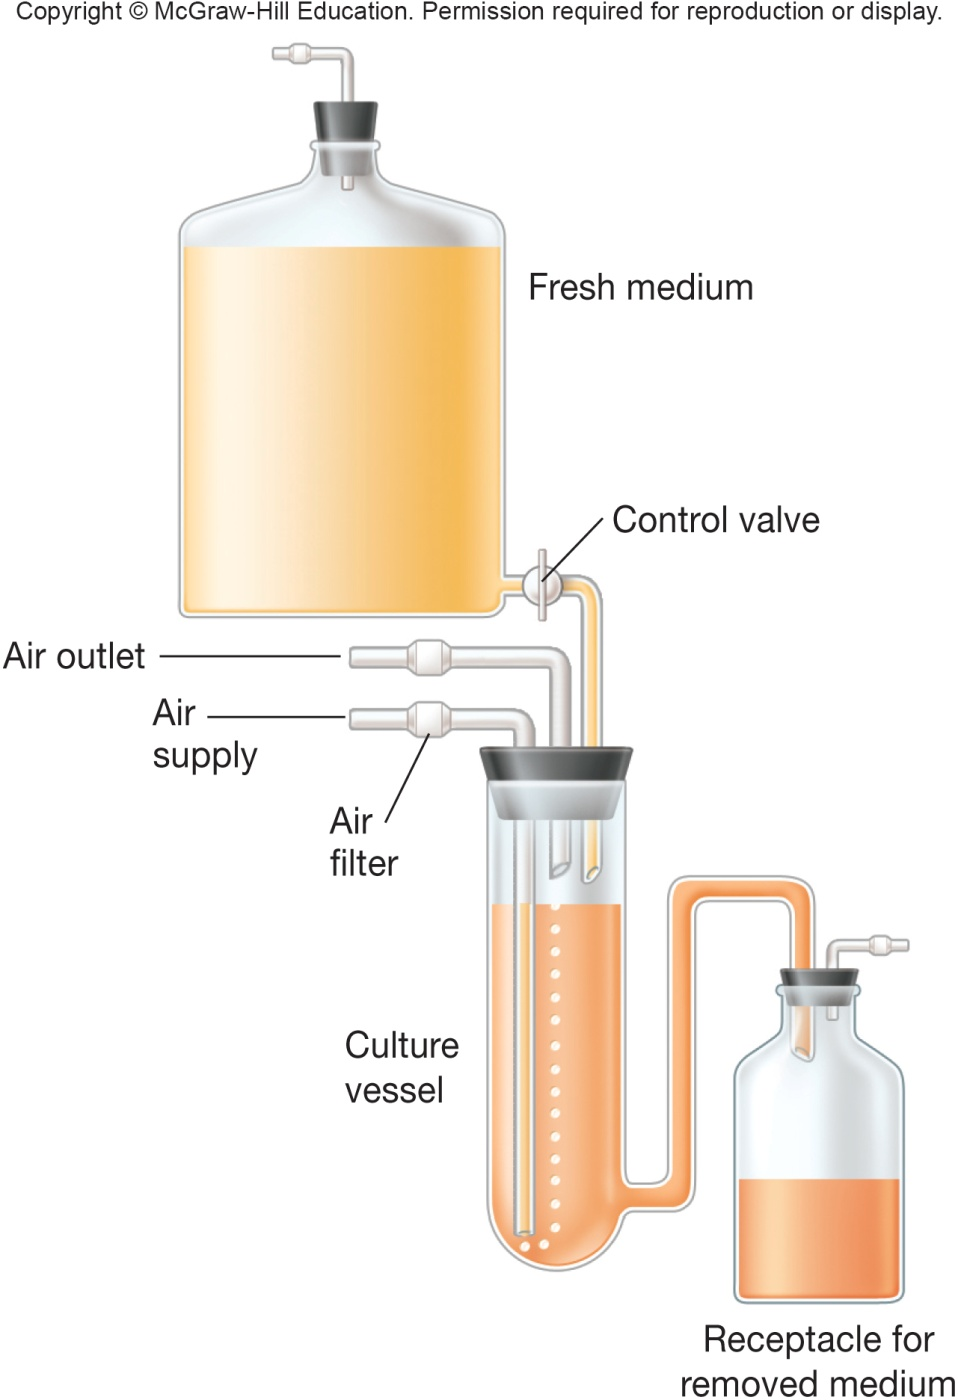 Copyright © McGraw-Hill Education. Permission required for reproduction or display.
Fresh medium
Control valve
Air outlet
Air
supply
Air
filter
Culture
vessel
Receptacle for
removed medium